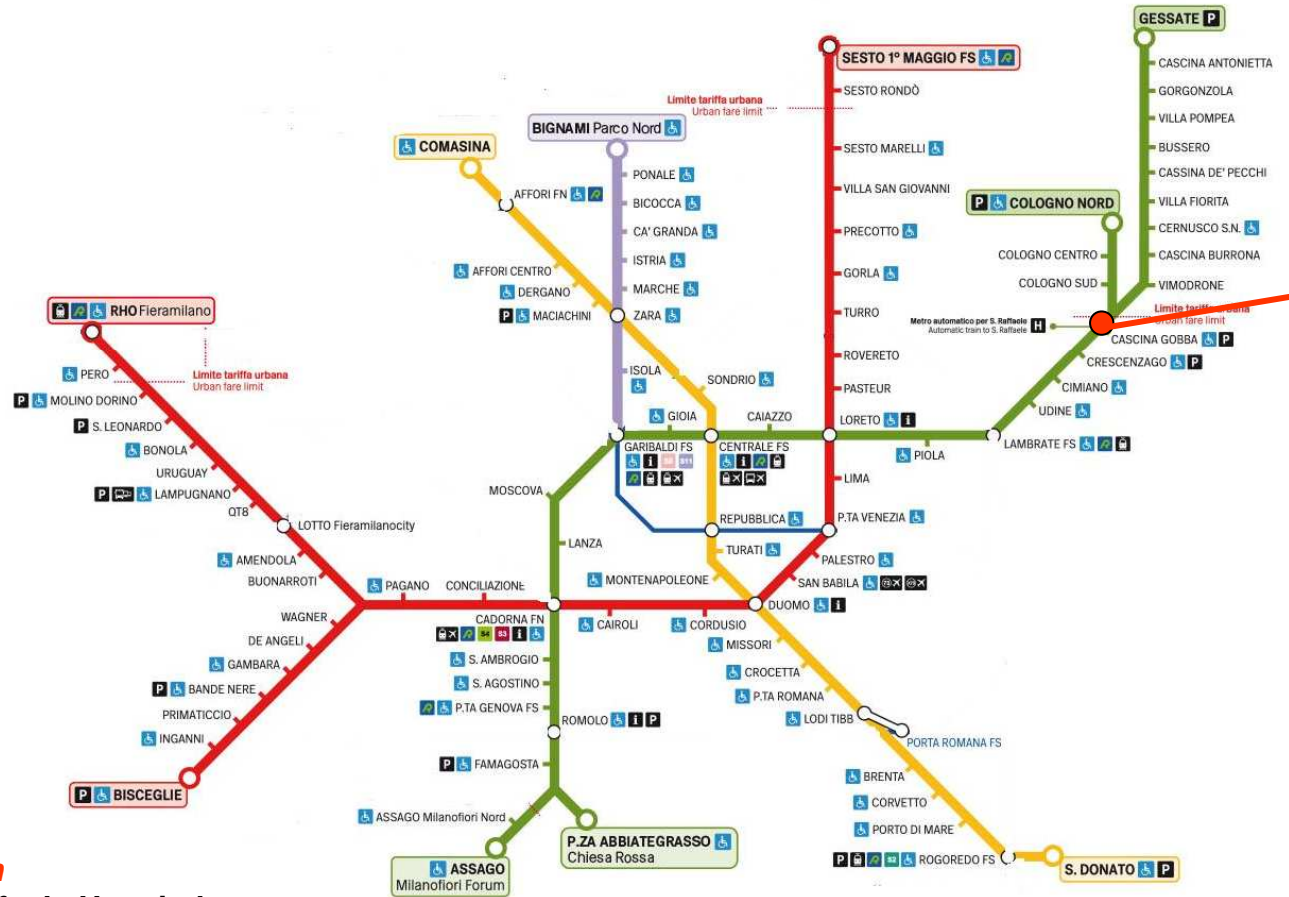 GESSATE P
CASCINA ANTONIETTA
GORGONZOLA
VILLA POMPEA
BUSSERO
CASSINA DE' PECCHI
VILLA FIORITA
CERNUSCO S.N.
CASCINA BURRONA
VIMODRONE
SESTO 1° MAGGIO FS
SESTO RONDÒ
Limite tariffa urbana
Urban fare limit
SESTO MARELLI
VILLA SAN GIOVANNI
PRECOTTO
GORLA
TURRO
ROVERETO
PASTEUR
LORETO i
LIMA
P.TA VENEZIA
PALESTRO
SAN BABILA
DUOMO i
P COLOGNO NORD
COLOGNO CENTRO
COLOGNO SUD
Limite tariffa urbana
Urban fare limit
Metro automatico per S. Raffaele
Automatic train to S. Raffaele
H
CASCINA GOBBA P
CRESCENZAGO P
CIMIANO
UDINE
LAMBRATE FS
PIOLA
CAIAZZO
CENTRALE FS
i
GIOIA
GARIBALDI FS
i
S11
BIGNAMI Parco Nord
PONALE
BICOCCA
CA' GRANDA
ISTRIA
MARCHE
ZARA
ISOLA
COMASINA
AFFORI FN
AFFORI CENTRO
DERGANO
P MACIACHINI
SONDRIO
REPUBBLICA
TURATI
MONTENAPOLEONE
MOSCOVA
LANZA
RHO Fieramilano
PERO
Limite tariffa urbana
Urban fare limit
P MOLINO DORINO
P S. LEONARDO
BONOLA
URUGUAY
P LAMPUGNANO
QT8
LOTTO Fieramilanocity
AMENDOLA
BUONARROTI
PAGANO
CONCILIAZIONE
CADORNA FN
S4 S3 i
CAIROLI
CORDUSIO
WAGNER
DE ANGELI
GAMBARA
P BANDE NERE
PRIMATICCIO
INGANNI
P BISCEGLIE
S. AMBROGIO
S. AGOSTINO
P.TA GENOVA FS
ROMOLO i P
P FAMAGOSTA
ASSAGO Milanofiori Nord
ASSAGO
Milanofiori Forum
P.ZA ABBIATEGRASSO
Chiesa Rossa
MISSORI
CROCETTA
P.TA ROMANA
LODI TIBB
PORTA ROMANA FS
BRENTA
CORVETTO
PORTO DI MARE
P S2 ROGOREDO FS
S. DONATO P